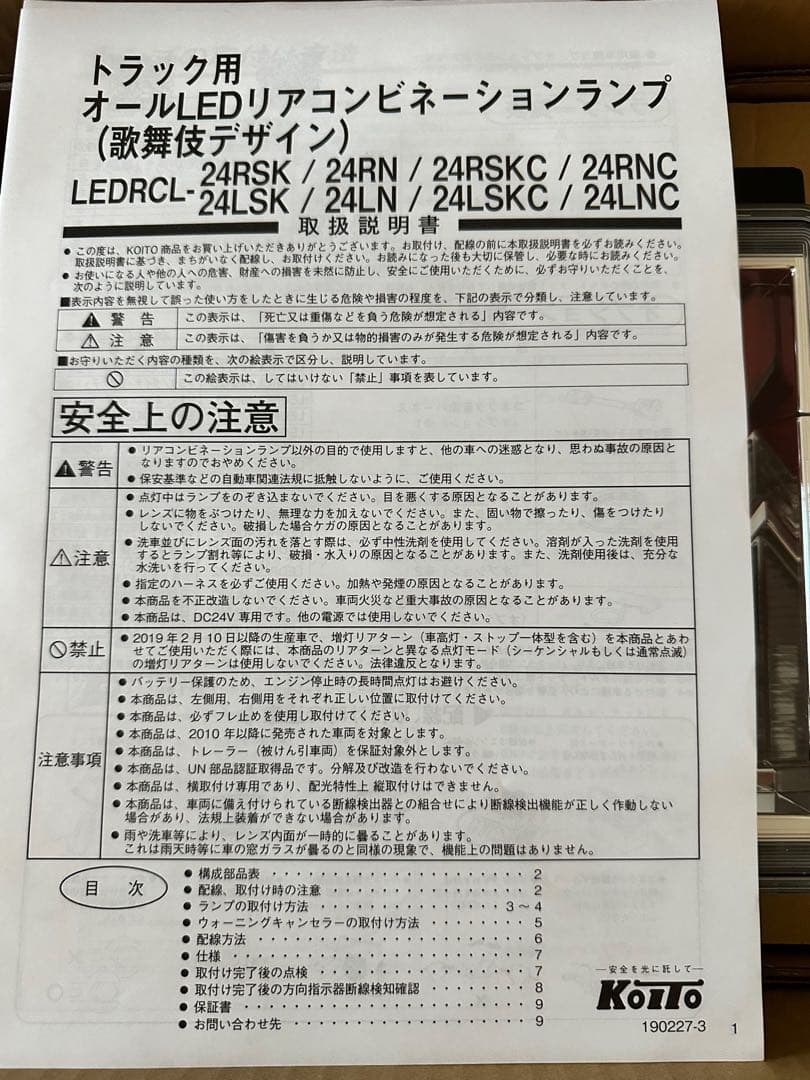 トラック用
オールLEDリアコンビネーションランプ
(歌舞伎デザイン)
LEDRCL-24RSK / 24RN / 24RSKC / 24RNC
24LSK / 24LN / 24LSKC / 24LNC
取扱説明書
● この度は、KOITO 商品をお買い上げいただきありがとうございます。お取付け、配線の前に本取扱説明書を必ずお読みください。
取扱説明書に基づき、まちがいなく配線し、お取付けください。お読みになった後も大切に保管し、必要な時にお読みください。
● お使いになる人や他の人への危害、財産への損害を未然に防止し、安全にご使用いただくために、必ずお守りいただくことを、
次のように説明しています。
■表示内容を無視して誤った使い方をしたときに生じる危険や損害の程度を、下記の表示で分類し、注意しています。
⚠ 警 告 この表示は、「死亡又は重傷などを負う危険が想定される」内容です。
⚠ 注 意 この表示は、「傷害を負うか又は物的損害のみが発生する危険が想定される」内容です。
■お守りいただく内容の種類を、次の絵表示で区分し、説明しています。
🚫 この絵表示は、してはいけない「禁止」事項を表しています。
安全上の注意
⚠警告
● リアコンビネーションランプ以外の目的で使用しますと、他の車への迷惑となり、思わぬ事故の原因と
なりますのでおやめください。
● 保安基準などの自動車関連法規に抵触しないように、ご使用ください。
⚠注意
● 点灯中はランプをのぞき込まないでください。目を悪くする原因となることがあります。
● レンズに物をぶつけたり、無理な力を加えないでください。また、固い物で擦ったり、傷をつけたり
しないでください。破損した場合ケガの原因となることがあります。
● 洗車並びにレンズ面の汚れを落とす際は、必ず中性洗剤を使用してください。溶剤が入った洗剤を使用
するとランプ割れ等により、破損・水入りの原因となることがあります。また、洗剤使用後は、充分な
水洗いを行ってください。
● 指定のハーネスを必ずご使用ください。加熱や発煙の原因となることがあります。
● 本商品を不正改造しないでください。車両火災など重大事故の原因となることがあります。
● 本商品は、DC24V 専用です。他の電源では使用しないでください。
🚫禁止
● 2019 年 2 月 10 日以降の生産車で、増灯リアターン（車高灯・ストップ一体型を含む）を本商品とあわ
せてご使用いただく際には、本商品のリアターンと異なる点灯モード（シーケンシャルもしくは通常点滅）
の増灯リアターンは使用しないでください。法律違反となります。
注意事項
● バッテリー保護のため、エンジン停止時の長時間点灯はお避けください。
● 本商品は、左側用、右側用をそれぞれ正しい位置に取付けてください。
● 本商品は、必ずフレ止めを使用し取付けてください。
● 本商品は、2010 年以降に発売された車両を対象とします。
● 本商品は、トレーラー（被けん引車両）を保証対象外とします。
● 本商品は、UN 部品認証取得品です。分解及び改造を行わないでください。
● 本商品は、横取付け専用であり、配光特性上 縦取付けはできません。
● 本商品は、車両に備え付けられている断線検出器との組合せにより断線検出機能が正しく作動しない
場合があり、法規上装着ができない場合があります。
● 雨や洗車等により、レンズ内面が一時的に曇ることがあります。
これは雨天時等に車の窓ガラスが曇るのと同様の現象で、機能上の問題はありません。
目 次
● 構成部品表 ・・・・・・・・・・・・・・・・ 2
● 配線、取付け時の注意 ・・・・・・・・・・・・ 2
● ランプの取付け方法 ・・・・・・・・・・・・ 3 ～ 4
● ウォーニングキャンセラーの取付け方法 ・・・・・・ 5
● 配線方法 ・・・・・・・・・・・・・・・・・ 6
● 仕様 ・・・・・・・・・・・・・・・・・・・ 7
● 取付け完了後の点検 ・・・・・・・・・・・・・ 7
● 取付け完了後の方向指示器断線検知確認 ・・・・・・ 8
● 保証書 ・・・・・・・・・・・・・・・・・・ 9
● お問い合わせ先 ・・・・・・・・・・・・・・・ 9
—安全を光に託して—
KOITO
190227-3 1